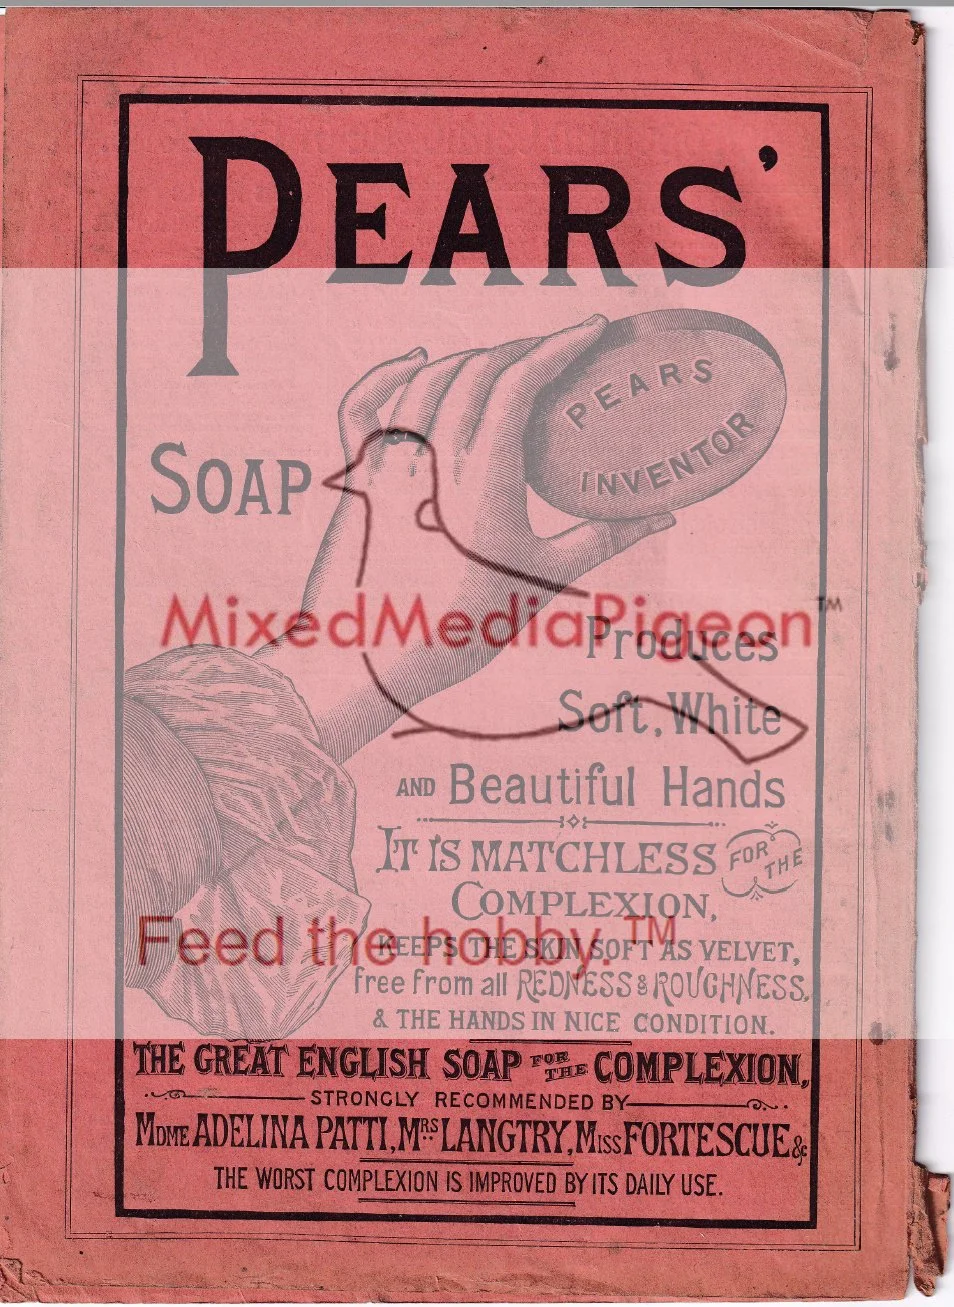 PEARS'
SOAP
PEARS
INVENTOR
MixedMediaPigeon™
Produces
Soft, White
AND Beautiful Hands
IT IS MATCHLESS FOR THE
COMPLEXION,
Feed the hobby.™
KEEPS THE SKIN SOFT AS VELVET,
free from all REDNESS & ROUGHNESS,
& THE HANDS IN NICE CONDITION.
THE GREAT ENGLISH SOAP FOR THE COMPLEXION,
STRONGLY RECOMMENDED BY
MDME ADELINA PATTI, MRS LANGTRY, MISS FORTESCUE &c
THE WORST COMPLEXION IS IMPROVED BY ITS DAILY USE.